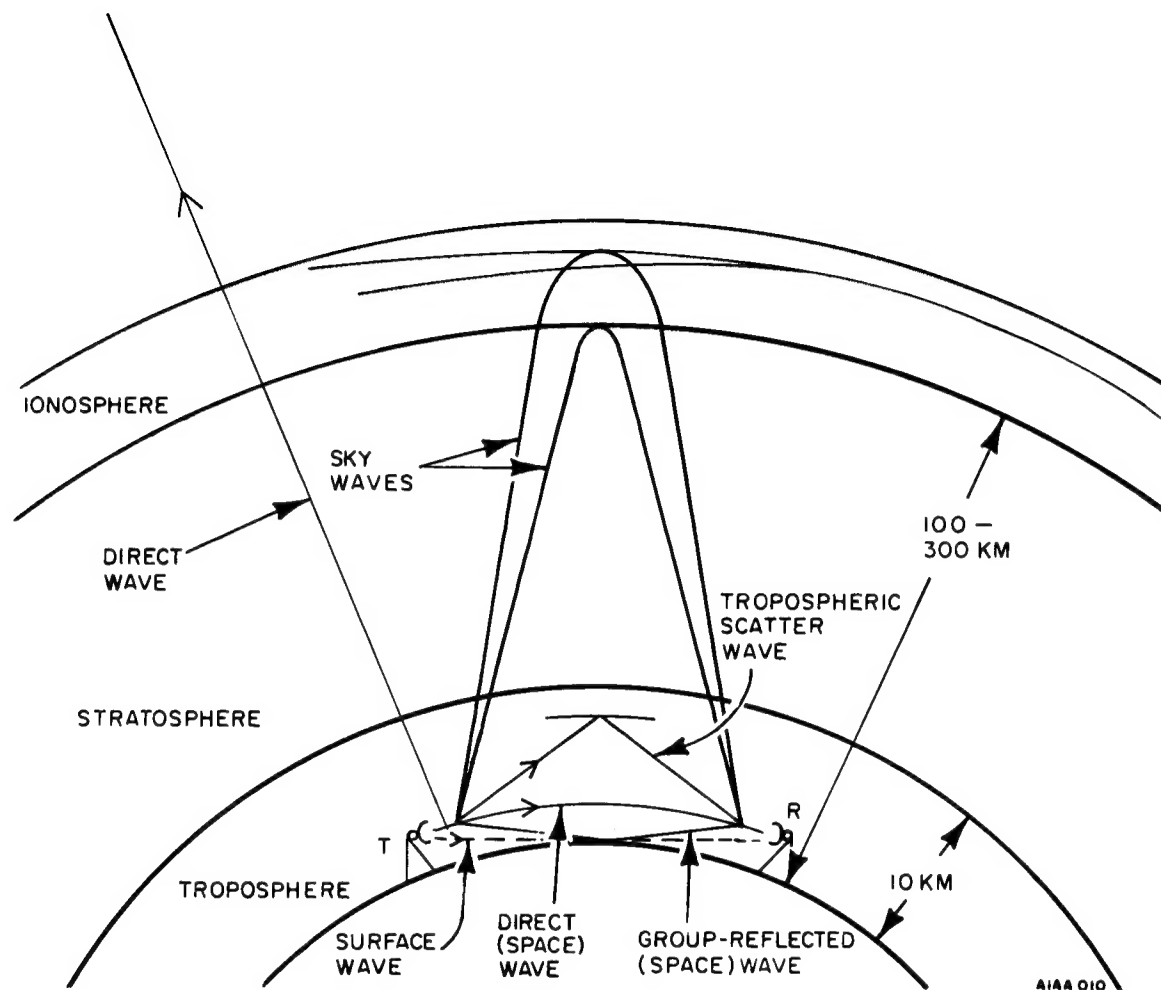 IONOSPHERE
SKY
WAVES
100 –
300 KM
DIRECT
WAVE
TROPOSPHERIC
SCATTER
WAVE
STRATOSPHERE
R
T
10 KM
TROPOSPHERE
SURFACE
WAVE
DIRECT
(SPACE)
WAVE
GROUP-REFLECTED
(SPACE) WAVE